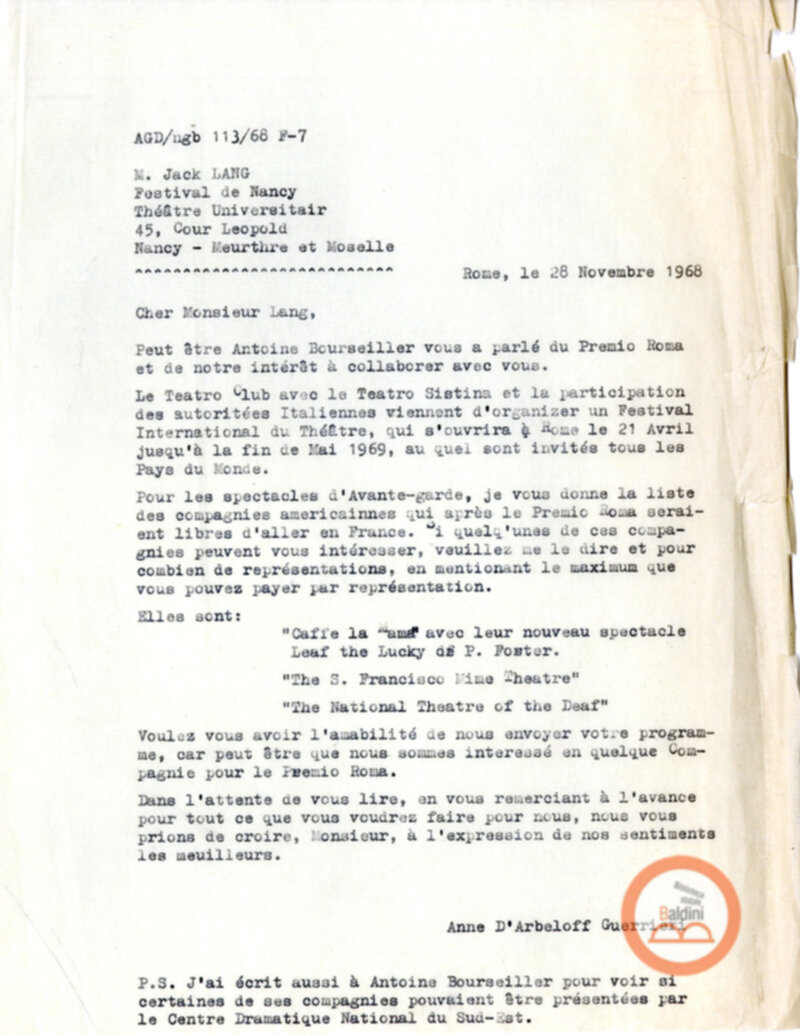 AGD/ngb 113/68 F-7
M. Jack LANG
Festival de Nancy
Théâtre Universitair
45, Cour Leopold
Nancy - Meurthre et Moselle
^^^^^^^^^^^^^^^^^^^^^^^^^^^
Rome, le 28 Novembre 1968
Cher Monsieur Lang,
Peut être Antoine Bourseiller vous a parlé du Premio Roma
et de notre intérêt à collaborer avec vous.
Le Teatro Club avec le Teatro Sistina et la participation
des autoritées Italiennes viennent d'organizer un Festival
International du Théâtre, qui s'ouvrira à Rome le 21 Avril
jusqu'à la fin de Mai 1969, au quel sont invités tous les
Pays du Monde.
Pour les spectacles d'Avante-garde, je vous donne la liste
des compagnies americainnes qui après le Premio Roma serai-
ent libres d'aller en France. Si quelq'unes de ces compa-
gnies peuvent vous intéresser, veuillez me le dire et pour
combien de représentations, en mentionant le maximum que
vous pouvez payer par représentation.
Elles sont:
"Caffe la avec leur nouveau spectacle
Leaf the Lucky P. Foster.
"The S. Francisco Mime Theatre"
"The National Theatre of the Deaf"
Voulez vous avoir l'amabilité de nous envoyer votre program-
me, car peut être que nous sommes interessé en quelque Com-
pagnie pour le Premio Roma.
Dans l'attente de vous lire, en vous remerciant à l'avance
pour tout ce que vous voudrez faire pour nous, nous vous
prions de croire, Monsieur, à l'expression de nos sentiments
les meuilleurs.
Anne D'Arbeloff Guerrieri
Biblioteca
statale
Baldini
P.S. J'ai écrit aussi à Antoine Bourseiller pour voir si
certaines de ses compagnies pouvaient être présentées par
le Centre Dramatique National du Sud-Est.